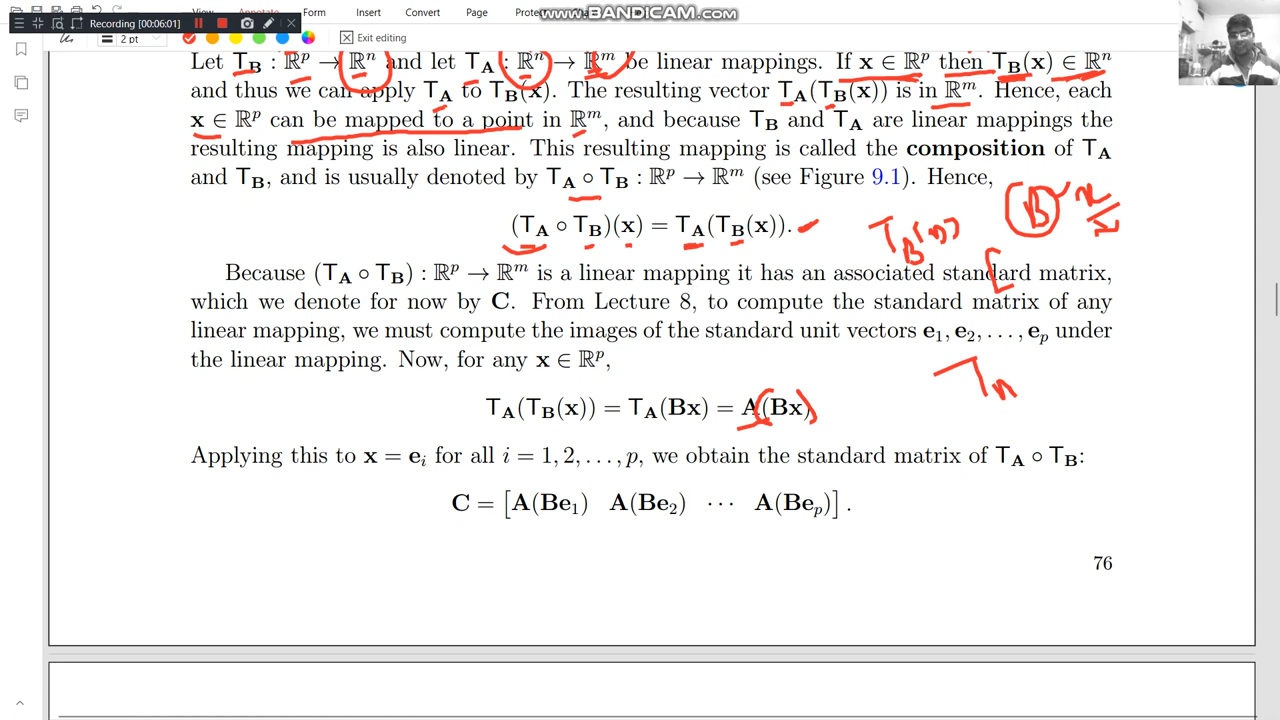 www.BANDICAM.com
Recording [00:06:01]
View Annotate Form Insert Convert Page
2 pt Exit editing
Let T_B : ℝ^p → ℝ^n and let T_A : ℝ^n → ℝ^m be linear mappings. If x ∈ ℝ^p then T_B(x) ∈ ℝ^n
and thus we can apply T_A to T_B(x). The resulting vector T_A(T_B(x)) is in ℝ^m. Hence, each
x ∈ ℝ^p can be mapped to a point in ℝ^m, and because T_B and T_A are linear mappings the
resulting mapping is also linear. This resulting mapping is called the composition of T_A
and T_B, and is usually denoted by T_A ∘ T_B : ℝ^p → ℝ^m (see Figure 9.1). Hence,
(T_A ∘ T_B)(x) = T_A(T_B(x)).
Because (T_A ∘ T_B) : ℝ^p → ℝ^m is a linear mapping it has an associated standard matrix,
which we denote for now by C. From Lecture 8, to compute the standard matrix of any
linear mapping, we must compute the images of the standard unit vectors e_1, e_2, . . . , e_p under
the linear mapping. Now, for any x ∈ ℝ^p,
T_A(T_B(x)) = T_A(Bx) = A(Bx)
Applying this to x = e_i for all i = 1, 2, . . . , p, we obtain the standard matrix of T_A ∘ T_B:
C = [A(Be_1) A(Be_2) ··· A(Be_p)] .
76